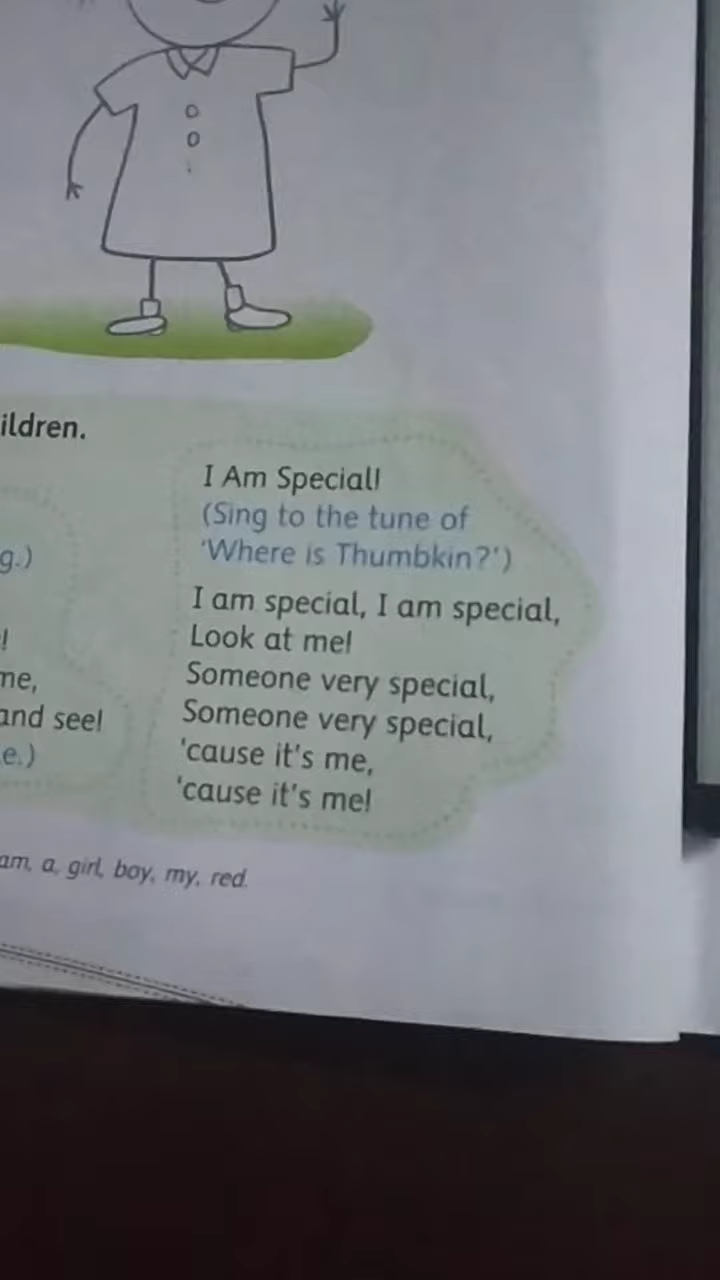 ildren.
g.)
!
me,
and see!
e.)
I Am Special!
(Sing to the tune of
'Where is Thumbkin?')
I am special, I am special,
Look at me!
Someone very special,
Someone very special,
'cause it's me,
'cause it's me!
am, a, girl, boy, my, red.